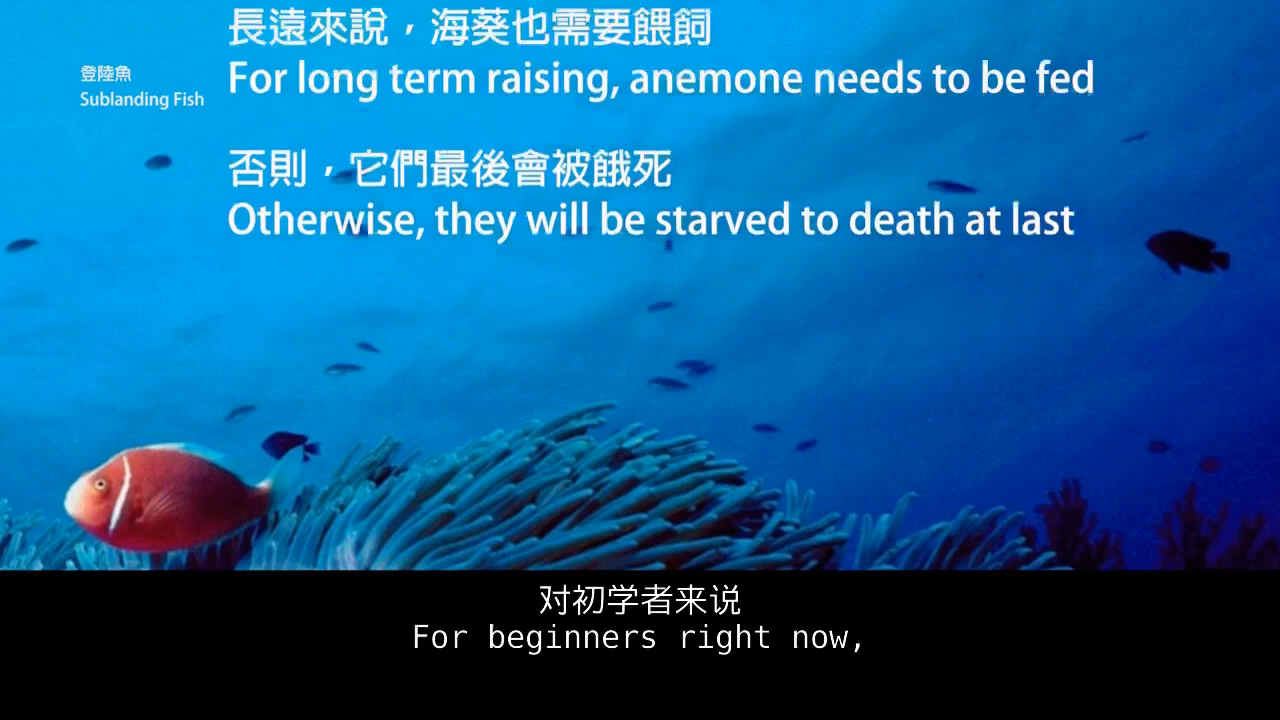 長遠來說，海葵也需要餵飼
For long term raising, anemone needs to be fed
登陸魚
Sublanding Fish
否則，它們最後會被餓死
Otherwise, they will be starved to death at last
对初学者来说
For beginners right now,